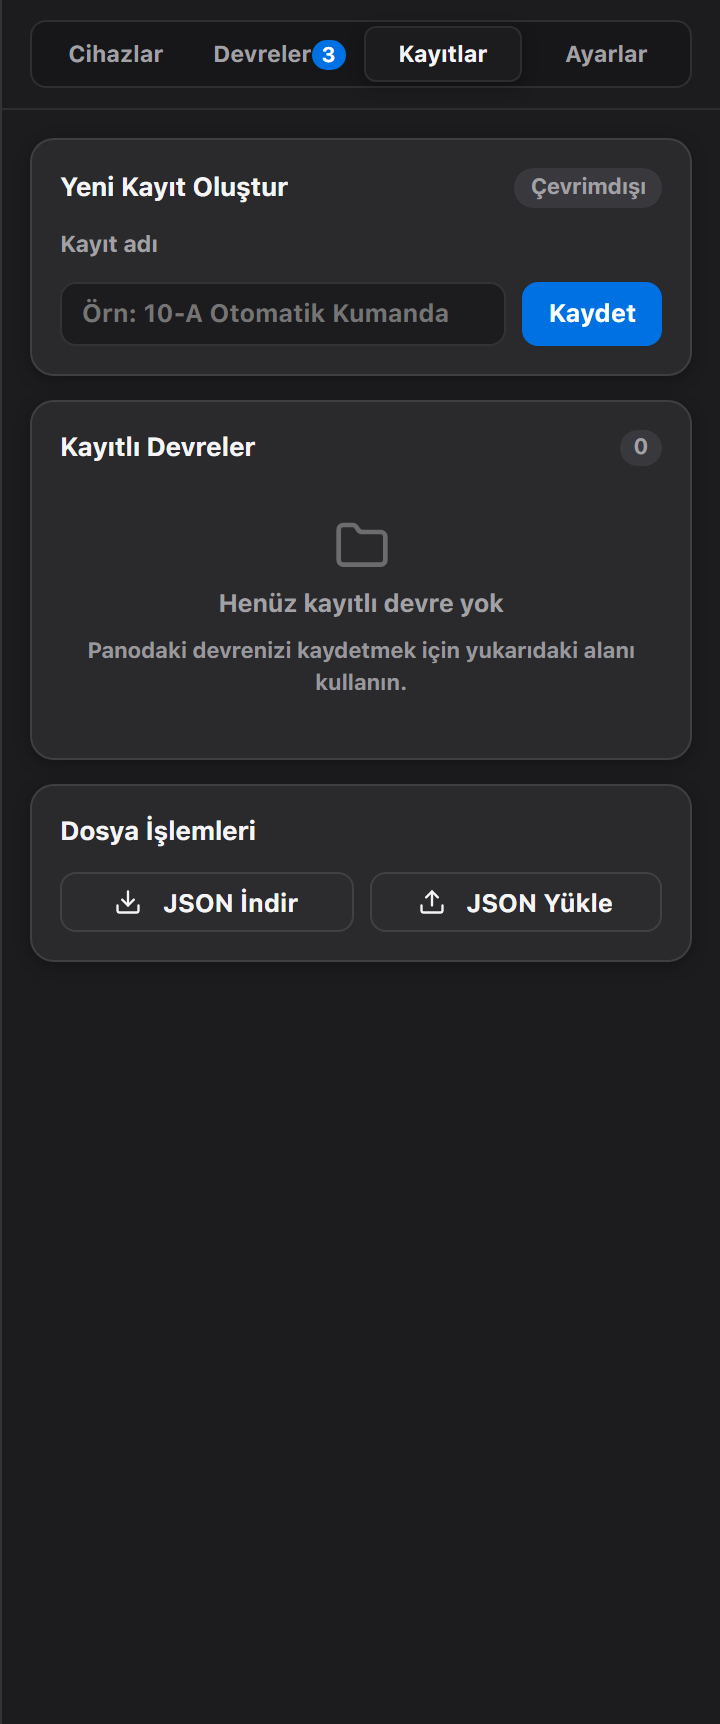 Cihazlar Devreler 3 Kayıtlar Ayarlar
Yeni Kayıt Oluştur Çevrimdışı
Kayıt adı
Örn: 10-A Otomatik Kumanda Kaydet
Kayıtlı Devreler 0
Henüz kayıtlı devre yok
Panodaki devrenizi kaydetmek için yukarıdaki alanı
kullanın.
Dosya İşlemleri
JSON İndir JSON Yükle